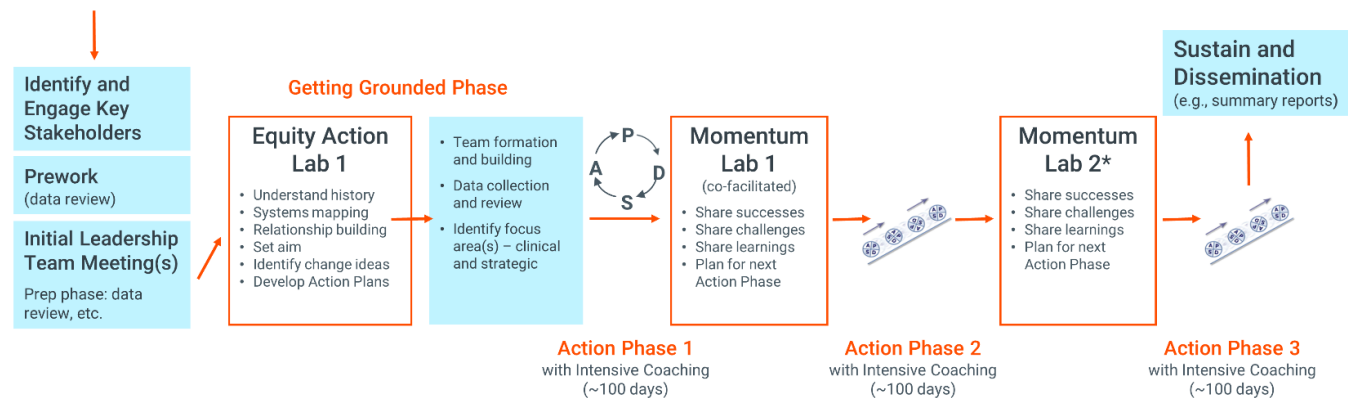 Identify and
Engage Key
Stakeholders
Prework
(data review)
Initial Leadership
Team Meeting(s)
Prep phase: data
review, etc.
Getting Grounded Phase
Equity Action
Lab 1
• Understand history
• Systems mapping
• Relationship building
• Set aim
• Identify change ideas
• Develop Action Plans
• Team formation
and building
• Data collection
and review
• Identify focus
area(s) – clinical
and strategic
P
A
D
S
Action Phase 1
with Intensive Coaching
(~100 days)
Momentum
Lab 1
(co-facilitated)
• Share successes
• Share challenges
• Share learnings
• Plan for next
Action Phase
Action Phase 2
with Intensive Coaching
(~100 days)
Momentum
Lab 2*
• Share successes
• Share challenges
• Share learnings
• Plan for next
Action Phase
Action Phase 3
with Intensive Coaching
(~100 days)
Sustain and
Dissemination
(e.g., summary reports)